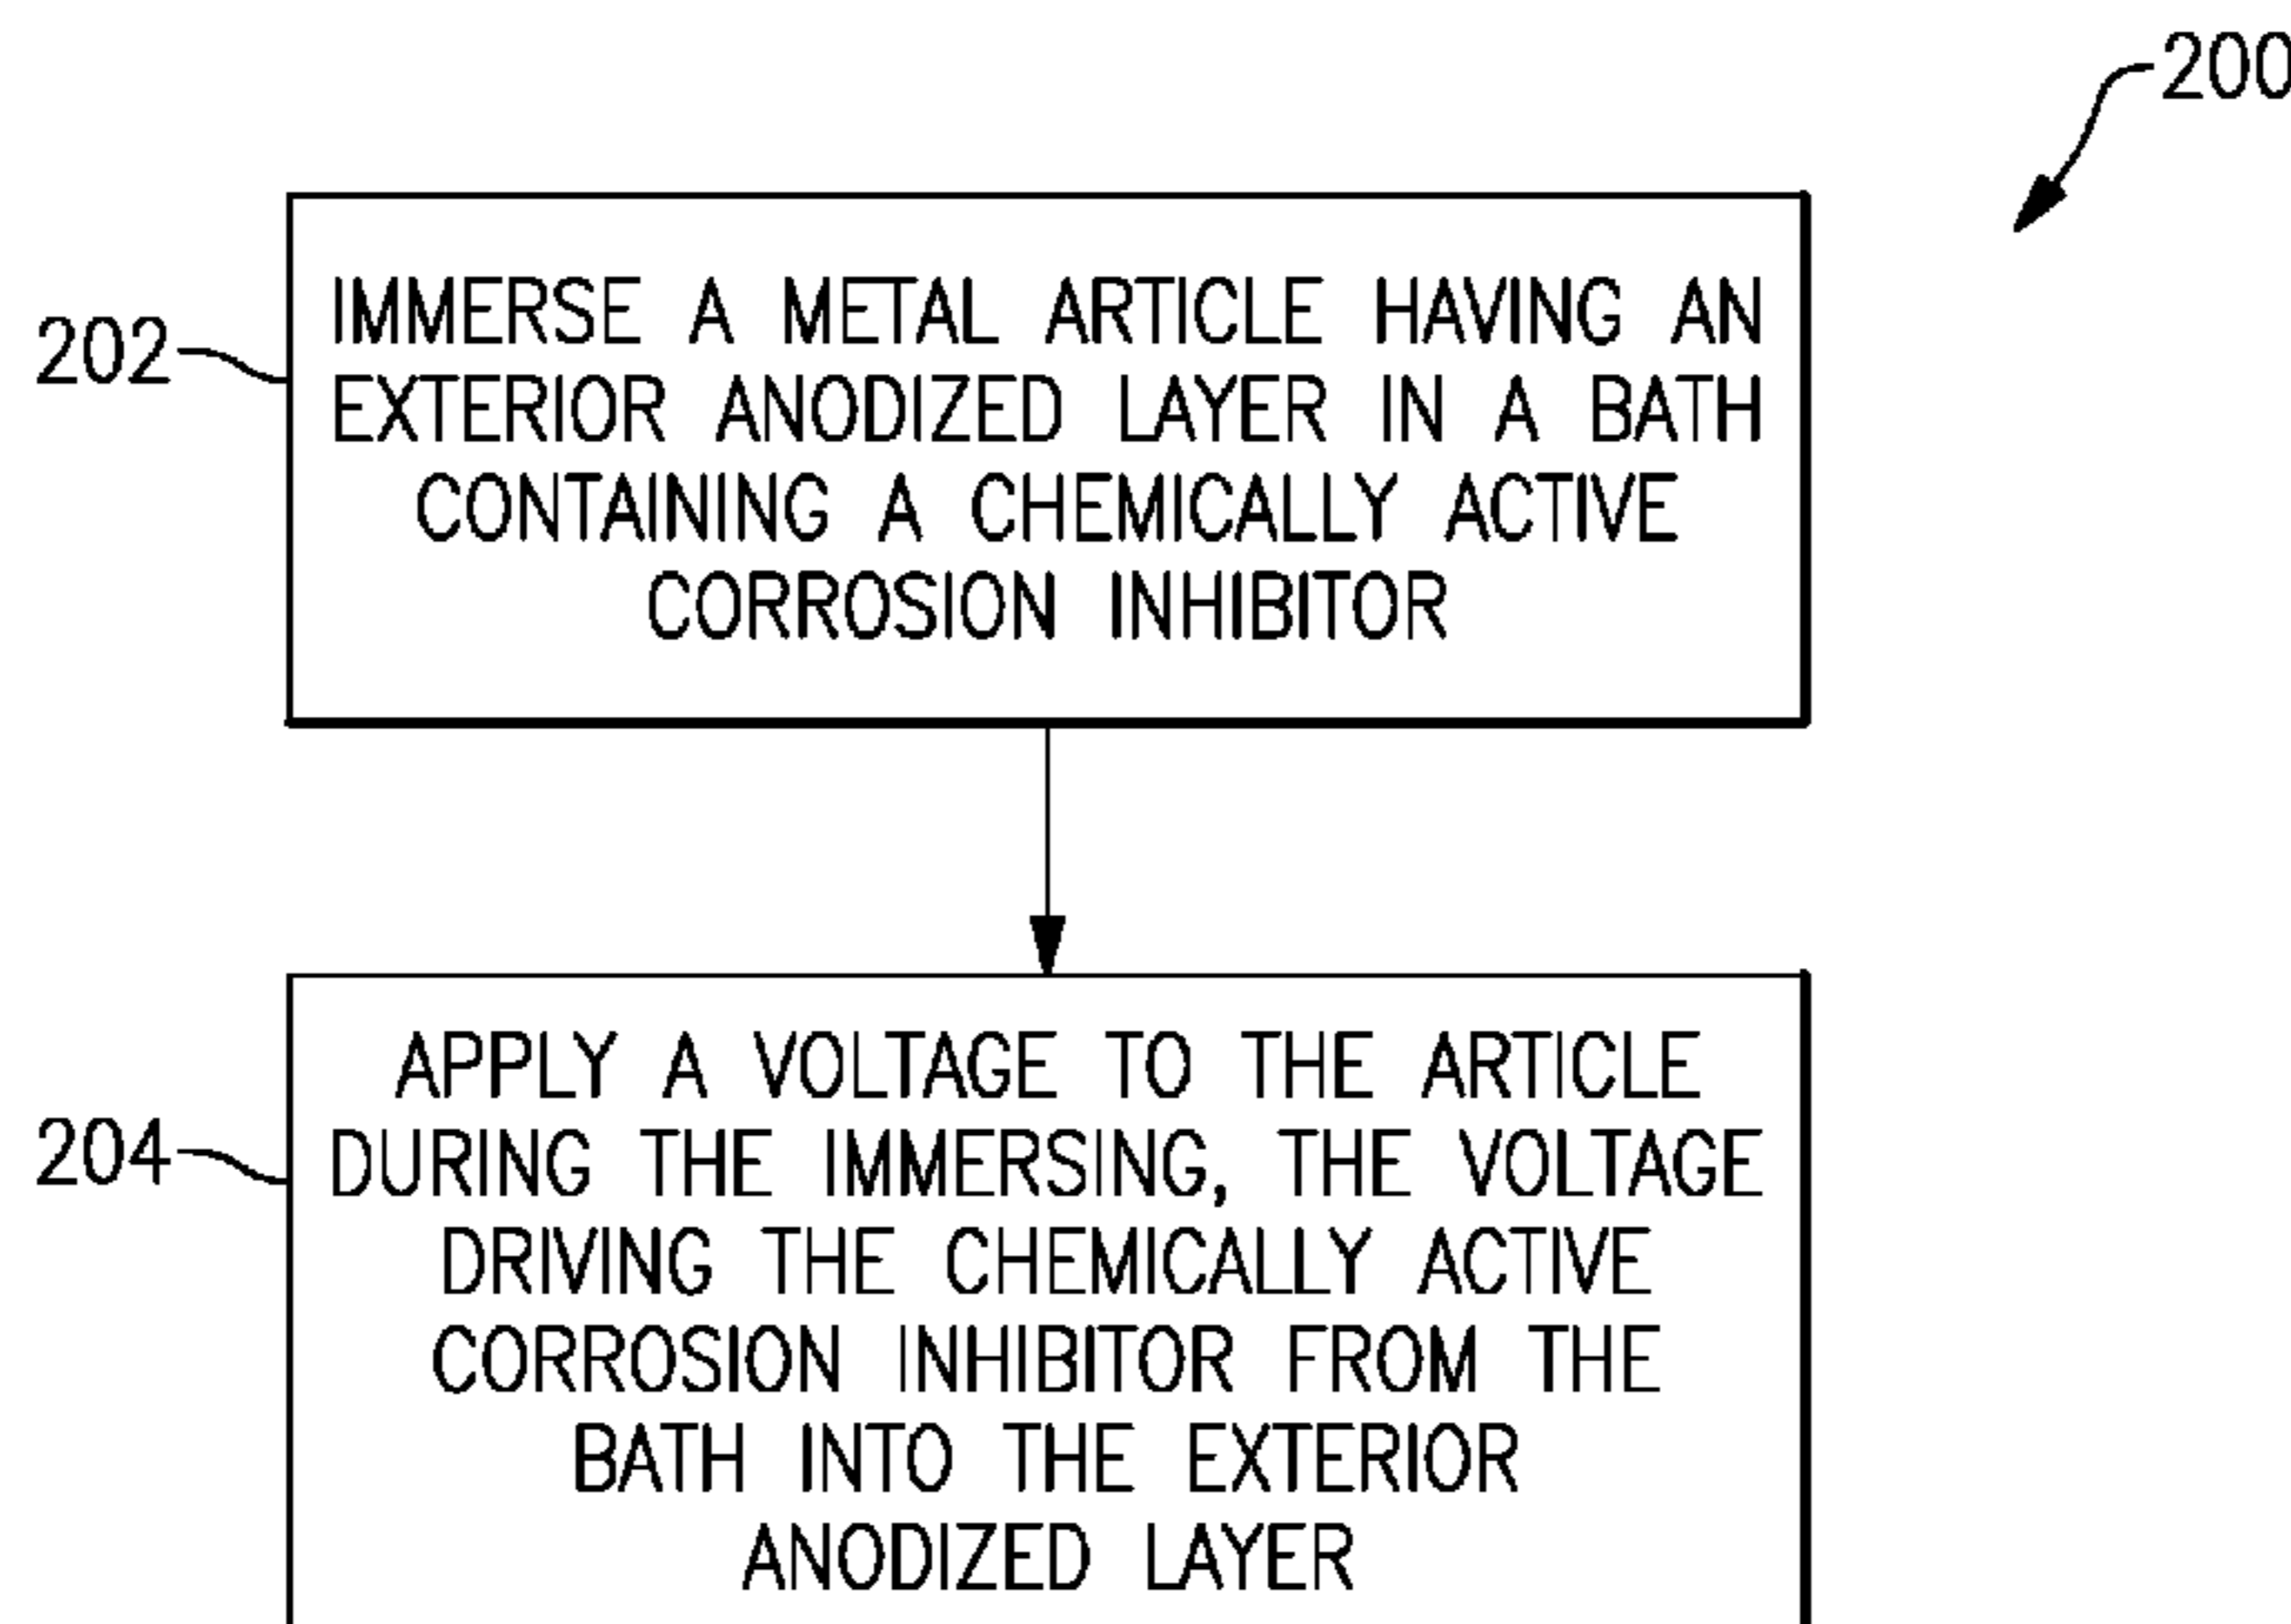 200
202
IMMERSE A METAL ARTICLE HAVING AN
EXTERIOR ANODIZED LAYER IN A BATH
CONTAINING A CHEMICALLY ACTIVE
CORROSION INHIBITOR
204
APPLY A VOLTAGE TO THE ARTICLE
DURING THE IMMERSING, THE VOLTAGE
DRIVING THE CHEMICALLY ACTIVE
CORROSION INHIBITOR FROM THE
BATH INTO THE EXTERIOR
ANODIZED LAYER